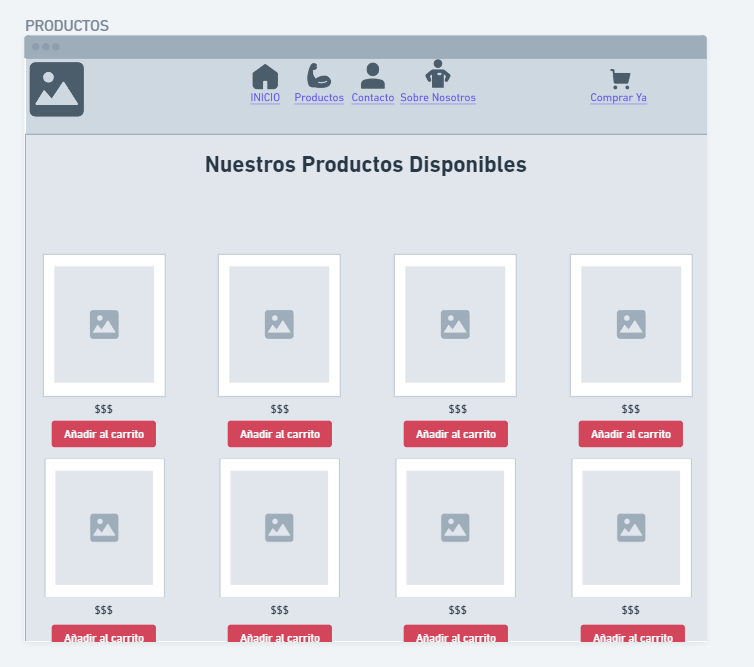 PRODUCTOS
INICIO Productos Contacto Sobre Nosotros Comprar Ya
Nuestros Productos Disponibles
$$$ $$$ $$$ $$$
Añadir al carrito Añadir al carrito Añadir al carrito Añadir al carrito
$$$ $$$ $$$ $$$
Añadir al carrito Añadir al carrito Añadir al carrito Añadir al carrito